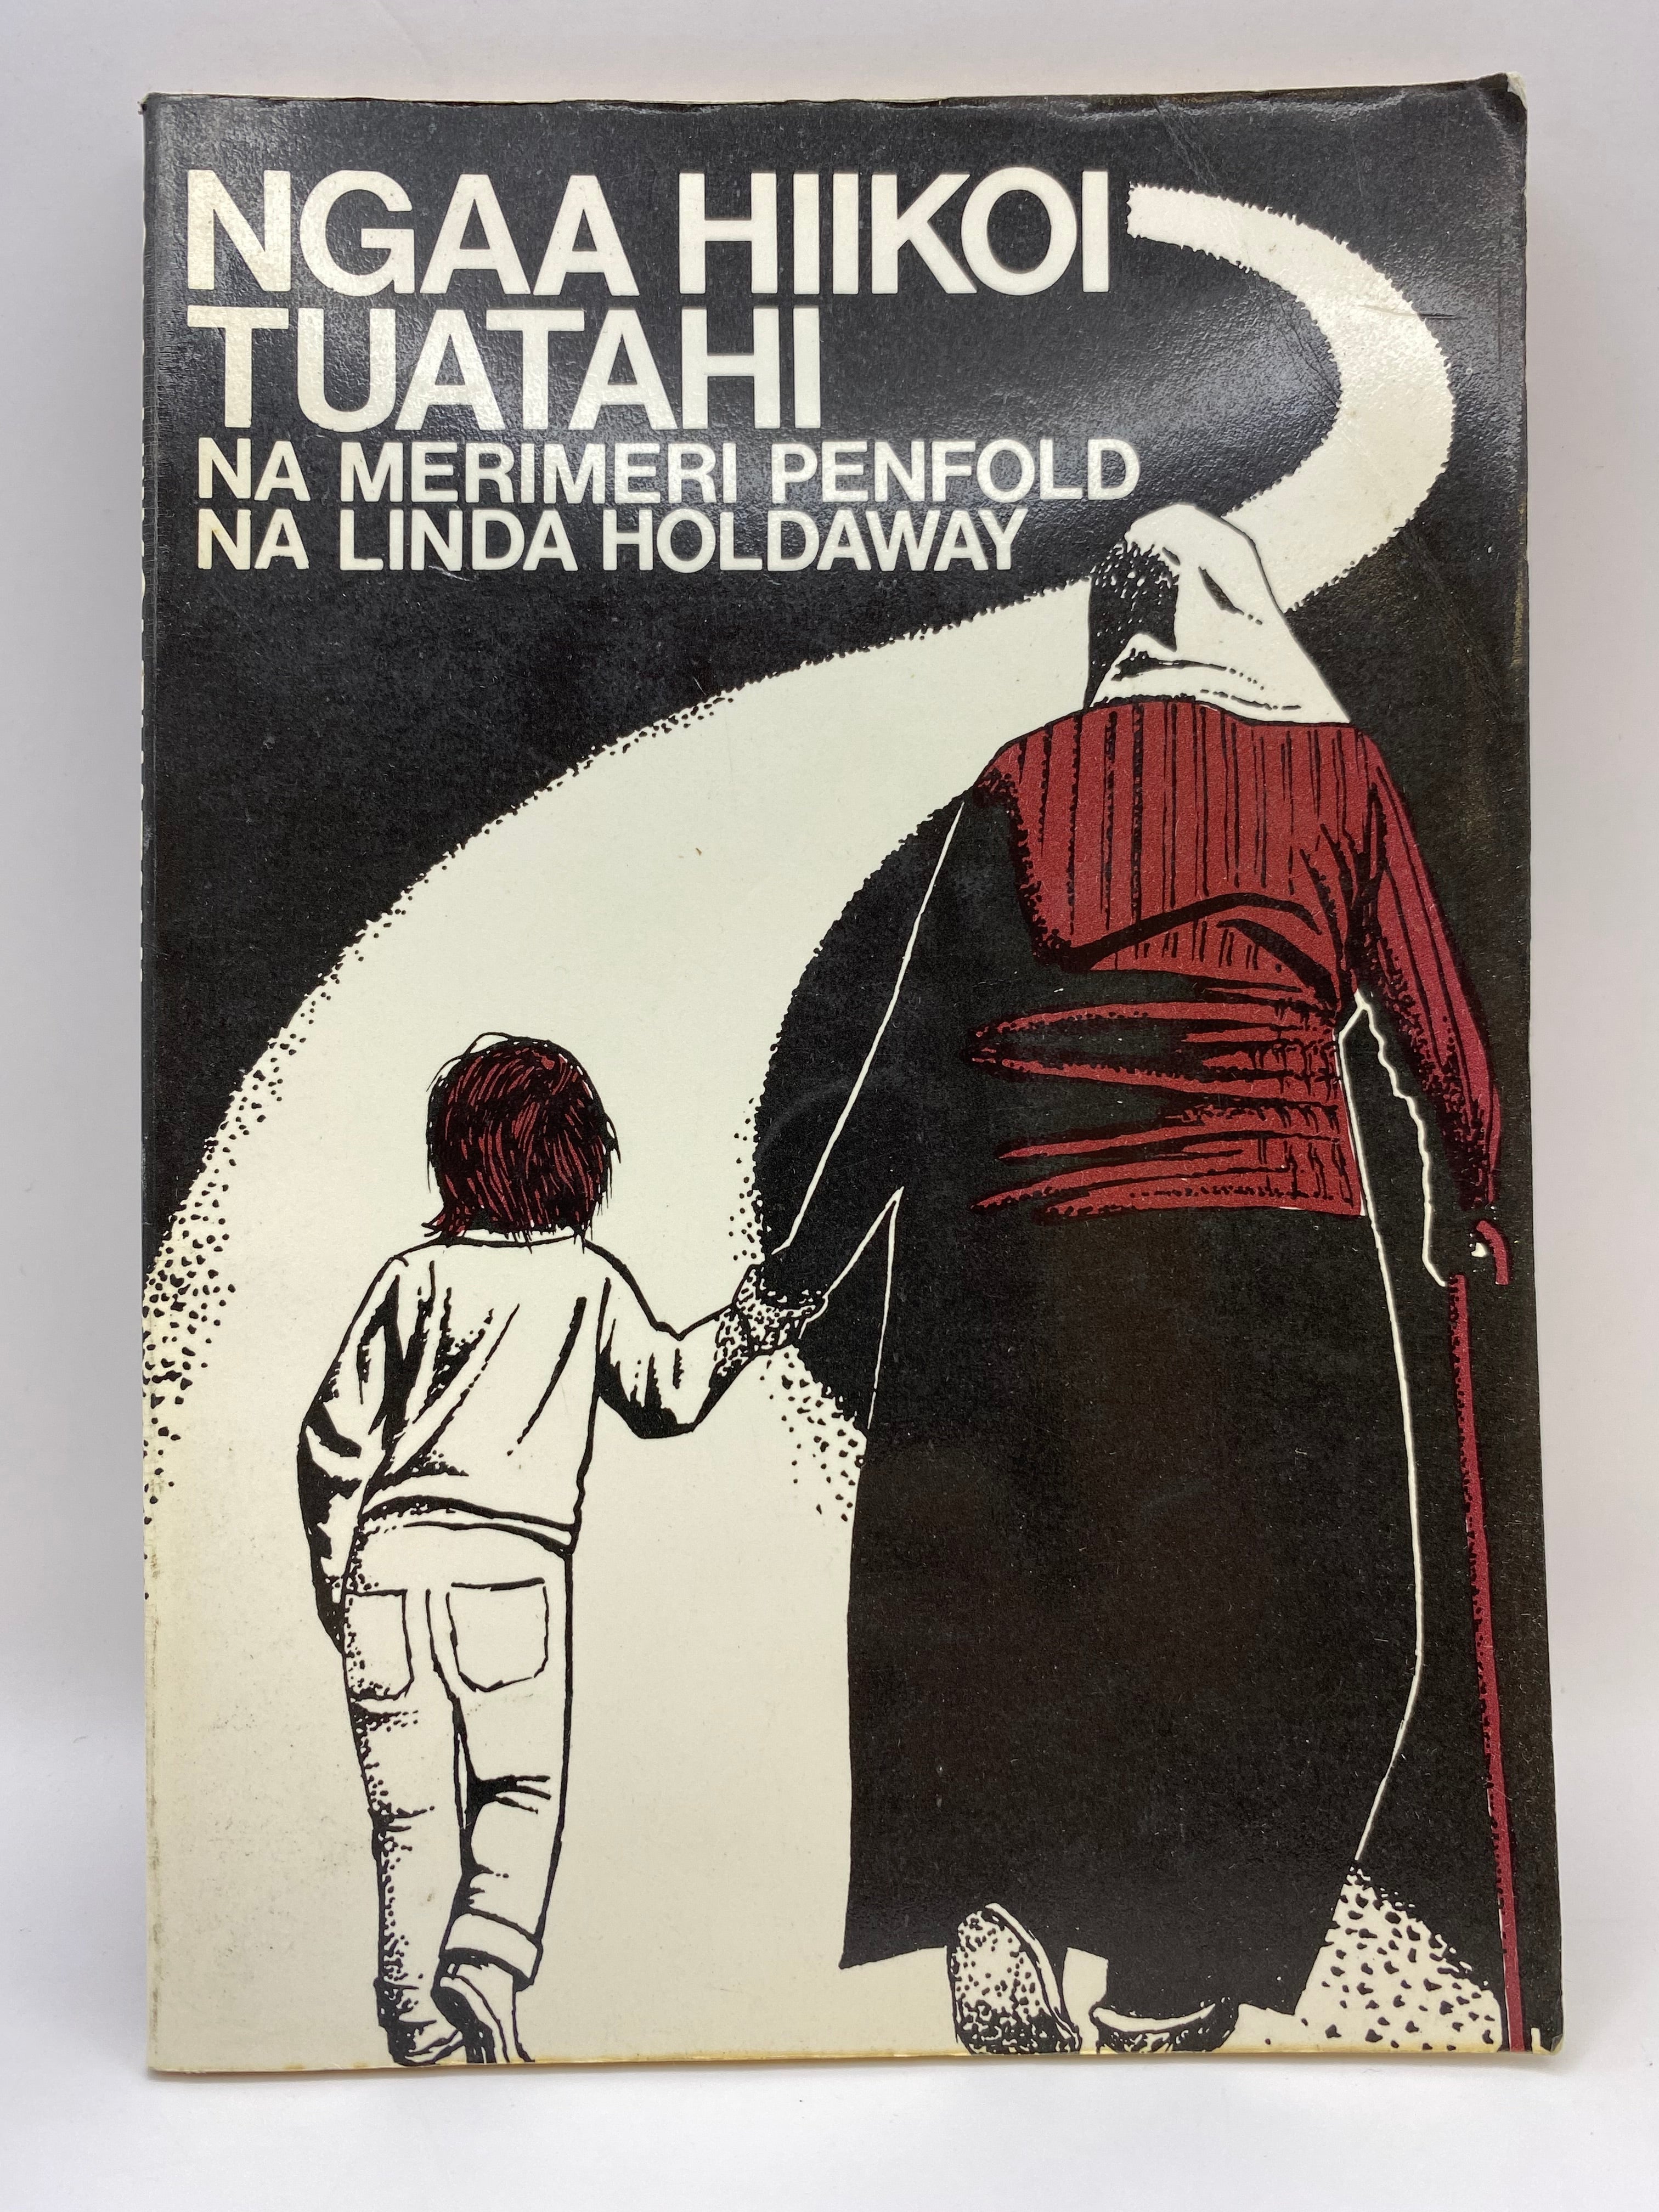 NGAA HIIKOI
TUATAHI
NA MERIMERI PENFOLD
NA LINDA HOLDAWAY